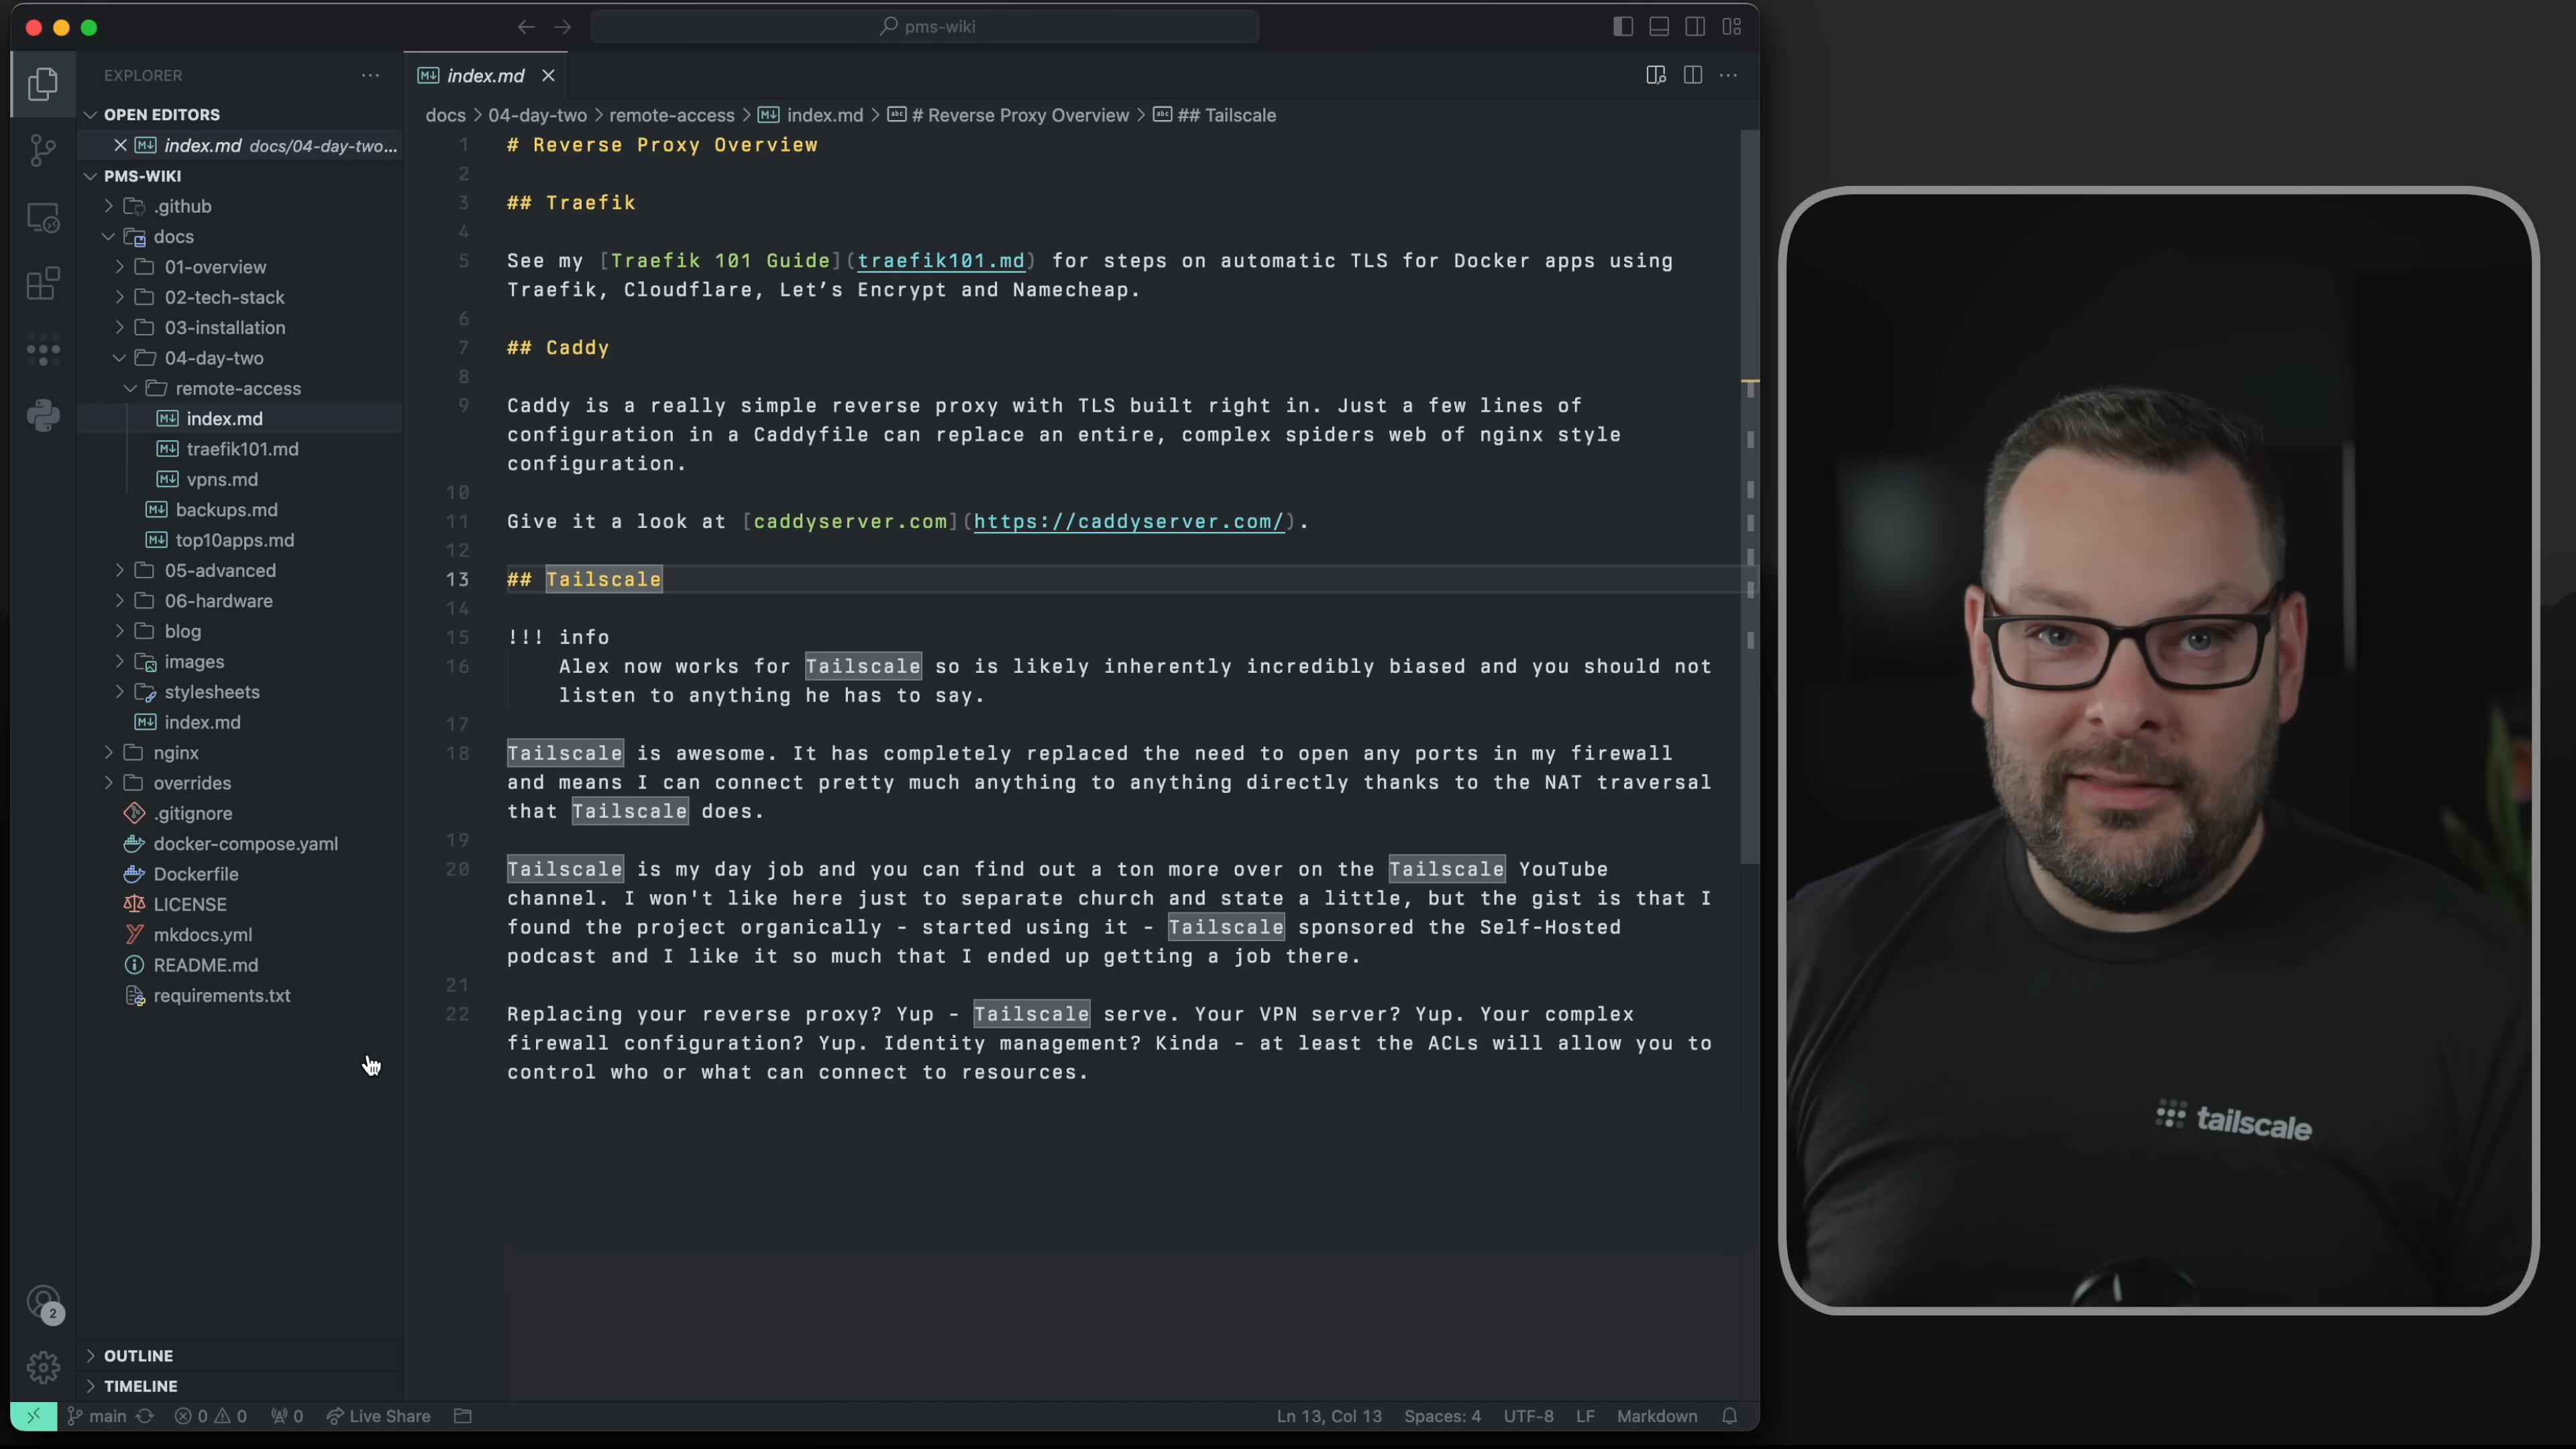 pms-wiki
EXPLORER
OPEN EDITORS
index.md docs/04-day-two...
PMS-WIKI
.github
docs
01-overview
02-tech-stack
03-installation
04-day-two
remote-access
index.md
traefik101.md
vpns.md
backups.md
top10apps.md
05-advanced
06-hardware
blog
images
stylesheets
index.md
nginx
overrides
.gitignore
docker-compose.yaml
Dockerfile
LICENSE
mkdocs.yml
README.md
requirements.txt
OUTLINE
TIMELINE
index.md
docs > 04-day-two > remote-access > index.md > # Reverse Proxy Overview > ## Tailscale
1 # Reverse Proxy Overview
2
3 ## Traefik
4
5 See my [Traefik 101 Guide](traefik101.md) for steps on automatic TLS for Docker apps using
Traefik, Cloudflare, Let’s Encrypt and Namecheap.
6
7 ## Caddy
8
9 Caddy is a really simple reverse proxy with TLS built right in. Just a few lines of
configuration in a Caddyfile can replace an entire, complex spiders web of nginx style
configuration.
10
11 Give it a look at [caddyserver.com](https://caddyserver.com/).
12
13 ## Tailscale
14
15 !!! info
16 Alex now works for Tailscale so is likely inherently incredibly biased and you should not
listen to anything he has to say.
17
18 Tailscale is awesome. It has completely replaced the need to open any ports in my firewall
and means I can connect pretty much anything to anything directly thanks to the NAT traversal
that Tailscale does.
19
20 Tailscale is my day job and you can find out a ton more over on the Tailscale YouTube
channel. I won't like here just to separate church and state a little, but the gist is that I
found the project organically - started using it - Tailscale sponsored the Self-Hosted
podcast and I like it so much that I ended up getting a job there.
21
22 Replacing your reverse proxy? Yup - Tailscale serve. Your VPN server? Yup. Your complex
firewall configuration? Yup. Identity management? Kinda - at least the ACLs will allow you to
control who or what can connect to resources.
2
main 0 0 0 Live Share
Ln 13, Col 13 Spaces: 4 UTF-8 LF Markdown
tailscale